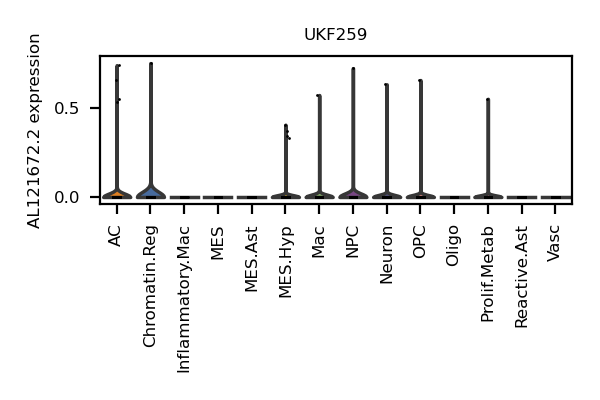 UKF259
AL121672.2 expression
0.5
0.0
AC
Chromatin.Reg
Inflammatory.Mac
MES
MES.Ast
MES.Hyp
Mac
NPC
Neuron
OPC
Oligo
Prolif.Metab
Reactive.Ast
Vasc